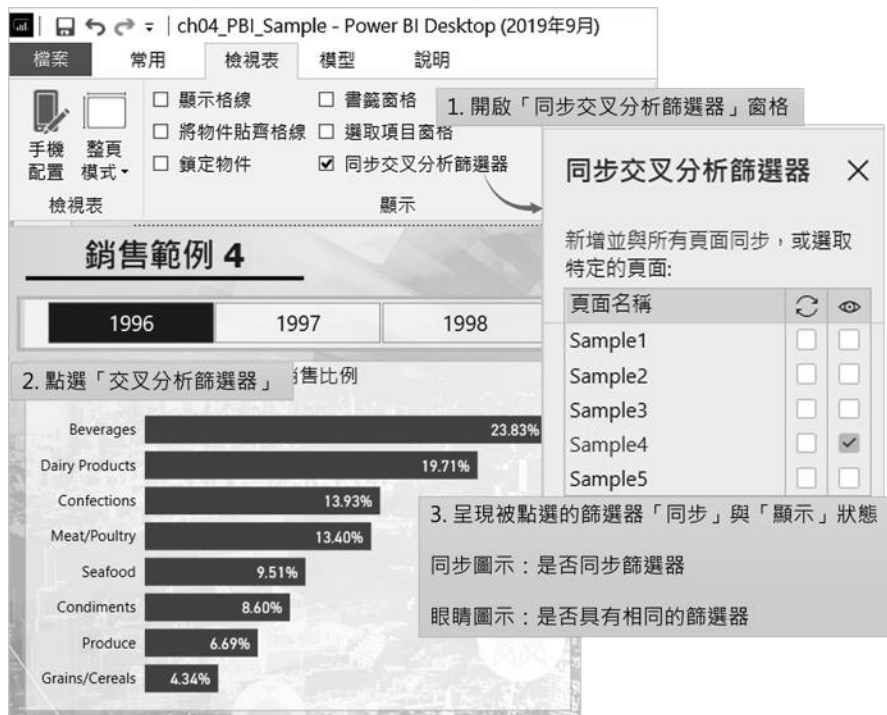 ch04_PBI_Sample - Power BI Desktop (2019年9月)
檔案 常用 檢視表 模型 說明
手機配置
整頁模式
檢視表
顯示格線
將物件貼齊格線
鎖定物件
書籤窗格
選取項目窗格
同步交叉分析篩選器
顯示
1. 開啟「同步交叉分析篩選器」窗格
同步交叉分析篩選器
新增並與所有頁面同步，或選取
特定的頁面:
頁面名稱
Sample1
Sample2
Sample3
Sample4
Sample5
銷售範例 4
1996 1997 1998
2. 點選「交叉分析篩選器」
售比例
Beverages 23.83%
Dairy Products 19.71%
Confections 13.93%
Meat/Poultry 13.40%
Seafood 9.51%
Condiments 8.60%
Produce 6.69%
Grains/Cereals 4.34%
3. 呈現被點選的篩選器「同步」與「顯示」狀態
同步圖示：是否同步篩選器
眼睛圖示：是否具有相同的篩選器